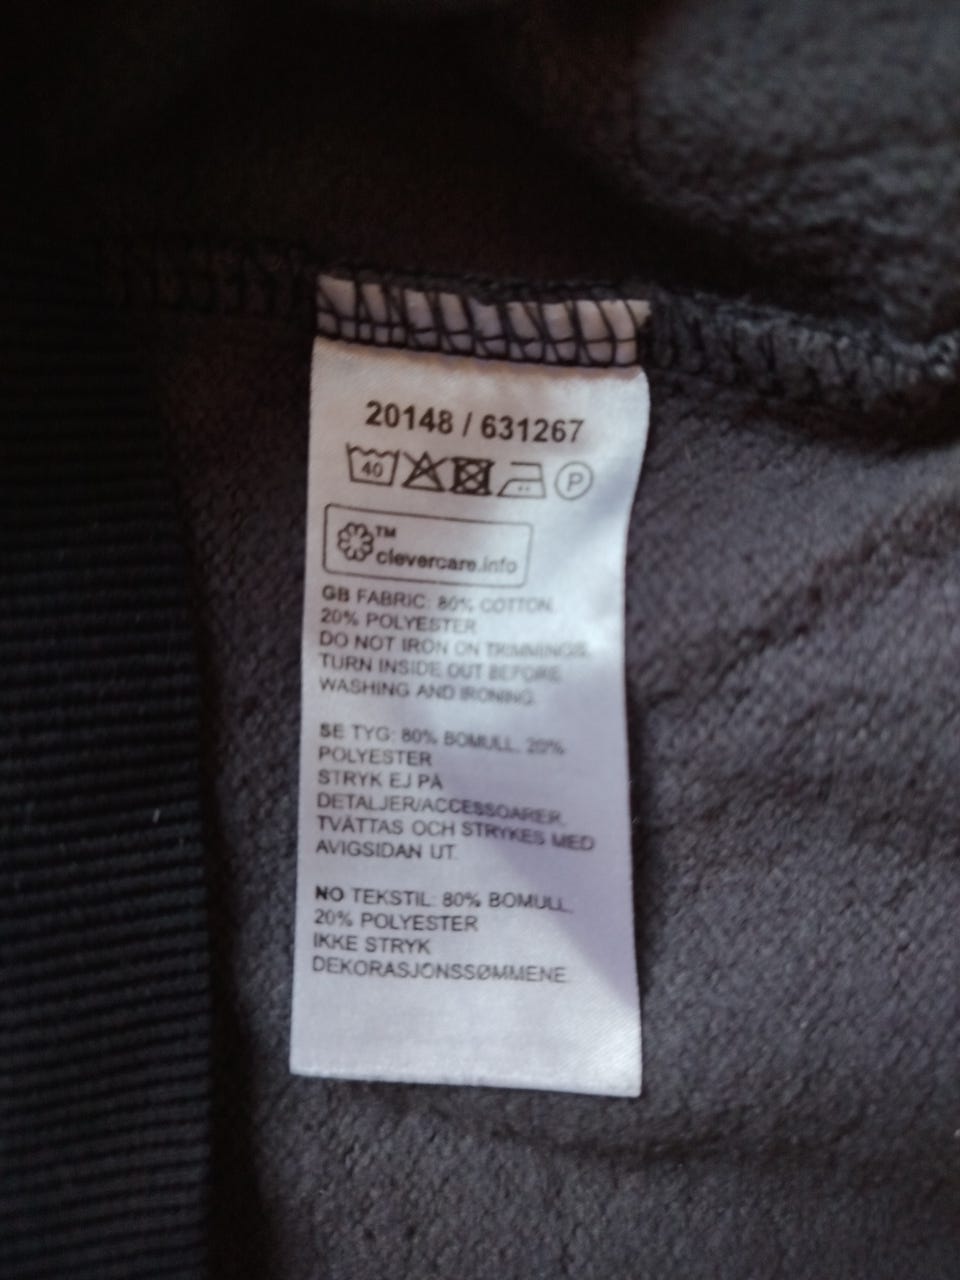 20148 / 631267
40 P
™
clevercare.info
GB FABRIC: 80% COTTON,
20% POLYESTER
DO NOT IRON ON TRIMMINGS.
TURN INSIDE OUT BEFORE
WASHING AND IRONING.
SE TYG: 80% BOMULL, 20%
POLYESTER
STRYK EJ PÅ
DETALJER/ACCESSOARER.
TVÄTTAS OCH STRYKES MED
AVIGSIDAN UT.
NO TEKSTIL: 80% BOMULL,
20% POLYESTER
IKKE STRYK
DEKORASJONSSØMMENE.